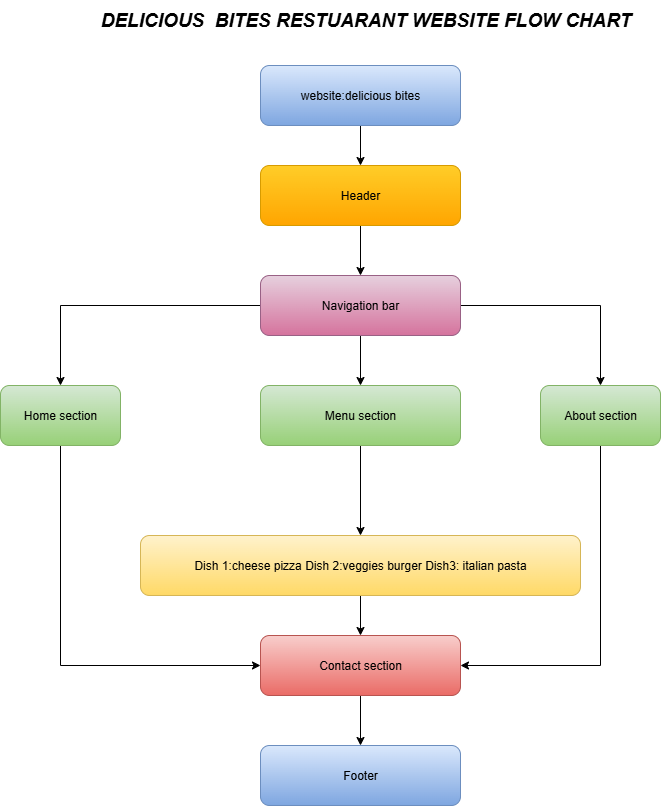 DELICIOUS BITES RESTUARANT WEBSITE FLOW CHART
website:delicious bites
Header
Navigation bar
Home section
Menu section
About section
Dish 1:cheese pizza Dish 2:veggies burger Dish3: italian pasta
Contact section
Footer